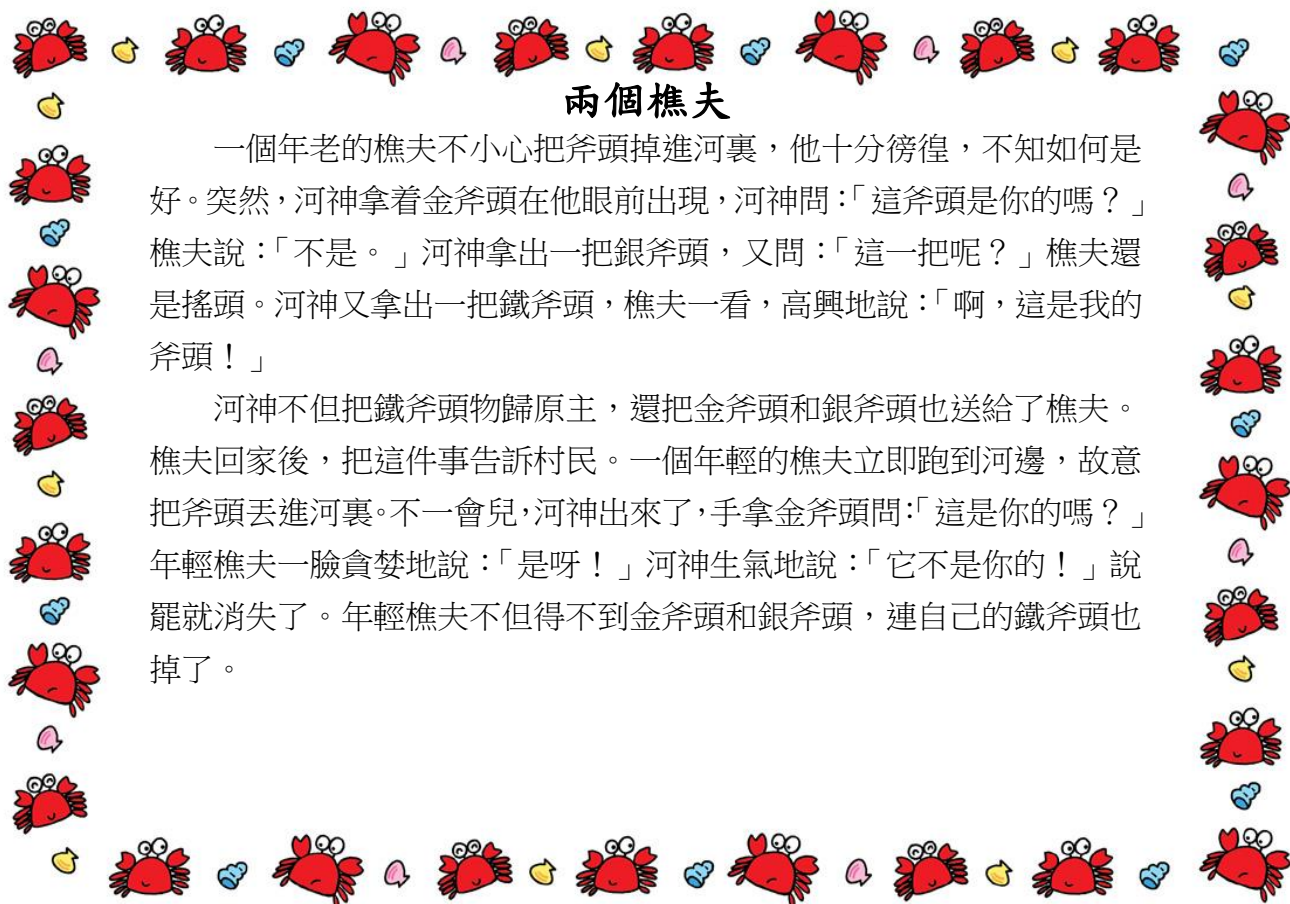 兩個樵夫
一個年老的樵夫不小心把斧頭掉進河裏，他十分徬徨，不知如何是
好。突然，河神拿着金斧頭在他眼前出現，河神問：「這斧頭是你的嗎？」
樵夫說：「不是。」河神拿出一把銀斧頭，又問：「這一把呢？」樵夫還
是搖頭。河神又拿出一把鐵斧頭，樵夫一看，高興地說：「啊，這是我的
斧頭！」
河神不但把鐵斧頭物歸原主，還把金斧頭和銀斧頭也送給了樵夫。
樵夫回家後，把這件事告訴村民。一個年輕的樵夫立即跑到河邊，故意
把斧頭丟進河裏。不一會兒，河神出來了，手拿金斧頭問：「這是你的嗎？」
年輕樵夫一臉貪婪地說：「是呀！」河神生氣地說：「它不是你的！」說
罷就消失了。年輕樵夫不但得不到金斧頭和銀斧頭，連自己的鐵斧頭也
掉了。